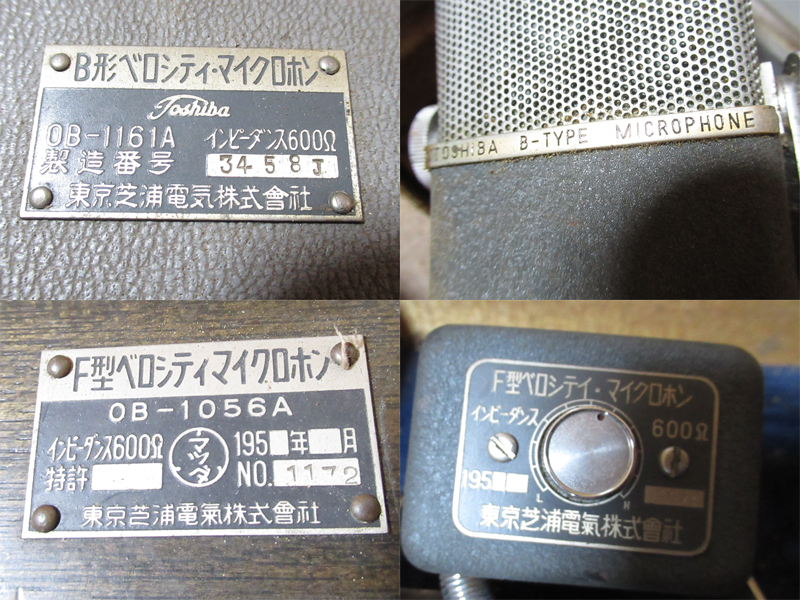 B形ベロシティ・マイクロホン
Toshiba
OB-1161A インピーダンス600Ω
製造番号 3458J
東京芝浦電気株式會社
TOSHIBA B-TYPE MICROPHONE
F型ベロシティマイクロホン
OB-1056A
インピーダンス600Ω マツダ 195 年 月
特許 NO. 1172
東京芝浦電氣株式會社
F型ベロシティ・マイクロホン
インピーダンス 600Ω
195
L H
東京芝浦電氣株式會社